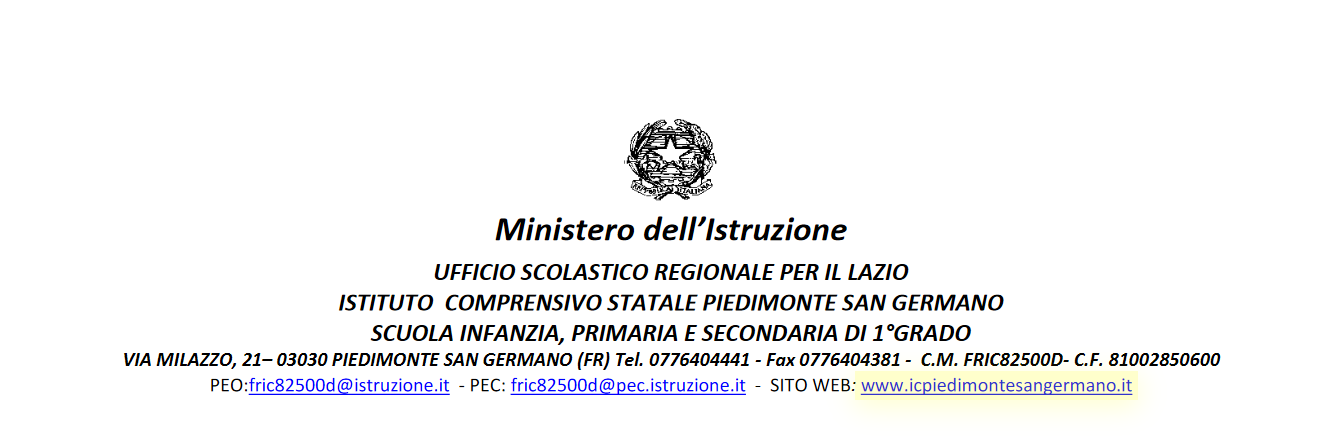 Ministero dell’Istruzione
UFFICIO SCOLASTICO REGIONALE PER IL LAZIO
ISTITUTO COMPRENSIVO STATALE PIEDIMONTE SAN GERMANO
SCUOLA INFANZIA, PRIMARIA E SECONDARIA DI 1°GRADO
VIA MILAZZO, 21– 03030 PIEDIMONTE SAN GERMANO (FR) Tel. 0776404441 - Fax 0776404381 - C.M. FRIC82500D- C.F. 81002850600
PEO:fric82500d@istruzione.it - PEC: fric82500d@pec.istruzione.it - SITO WEB: www.icpiedimontesangermano.it